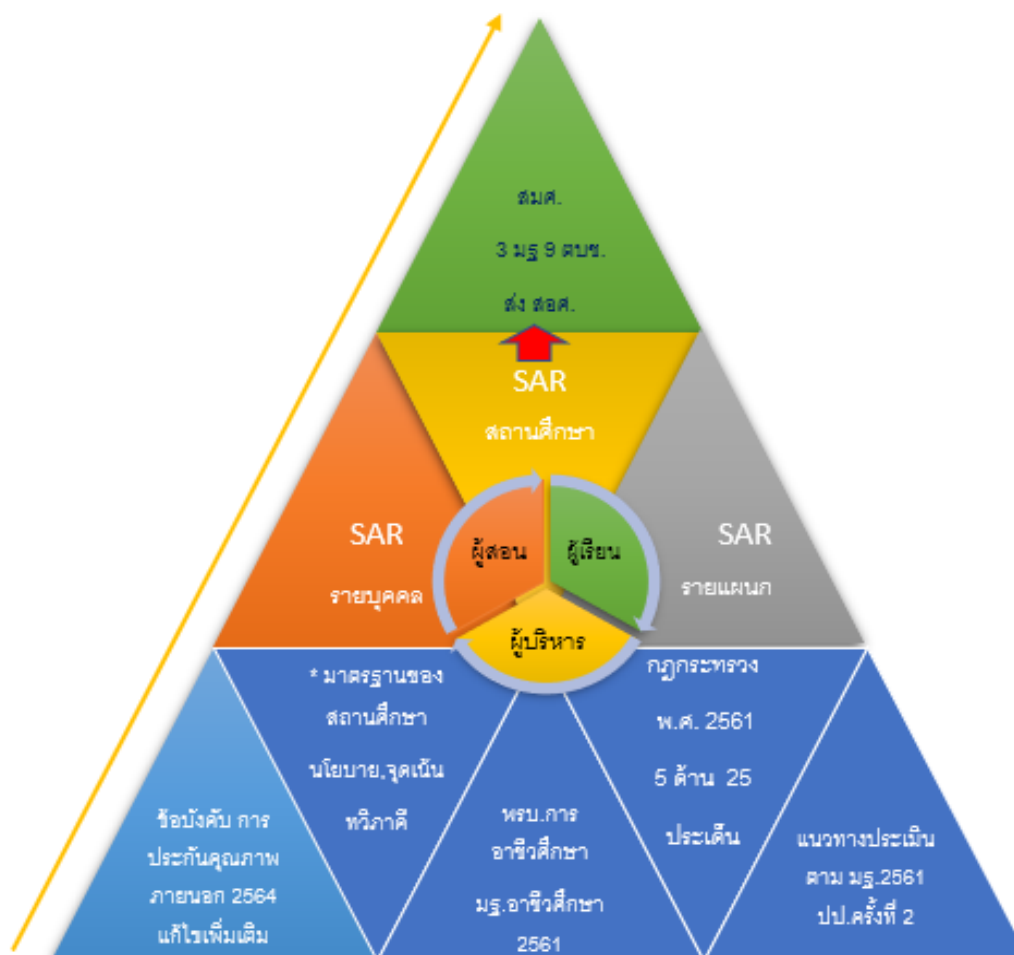 สมศ.
3 มฐ 9 ตบช.
ส่ง สอศ.
SAR
สถานศึกษา
SAR
รายบุคคล
ผู้สอน
ผู้เรียน
ผู้บริหาร
SAR
รายแผนก
ข้อบังคับ การ
ประกันคุณภาพ
ภายนอก 2564
แก้ไขเพิ่มเติม
* มาตรฐานของ
สถานศึกษา
นโยบาย,จุดเน้น
ทวิภาคี
พรบ.การ
อาชีวศึกษา
มฐ.อาชีวศึกษา
2561
กฎกระทรวง
พ.ศ. 2561
5 ด้าน 25
ประเด็น
แนวทางประเมิน
ตาม มฐ.2561
ปป.ครั้งที่ 2